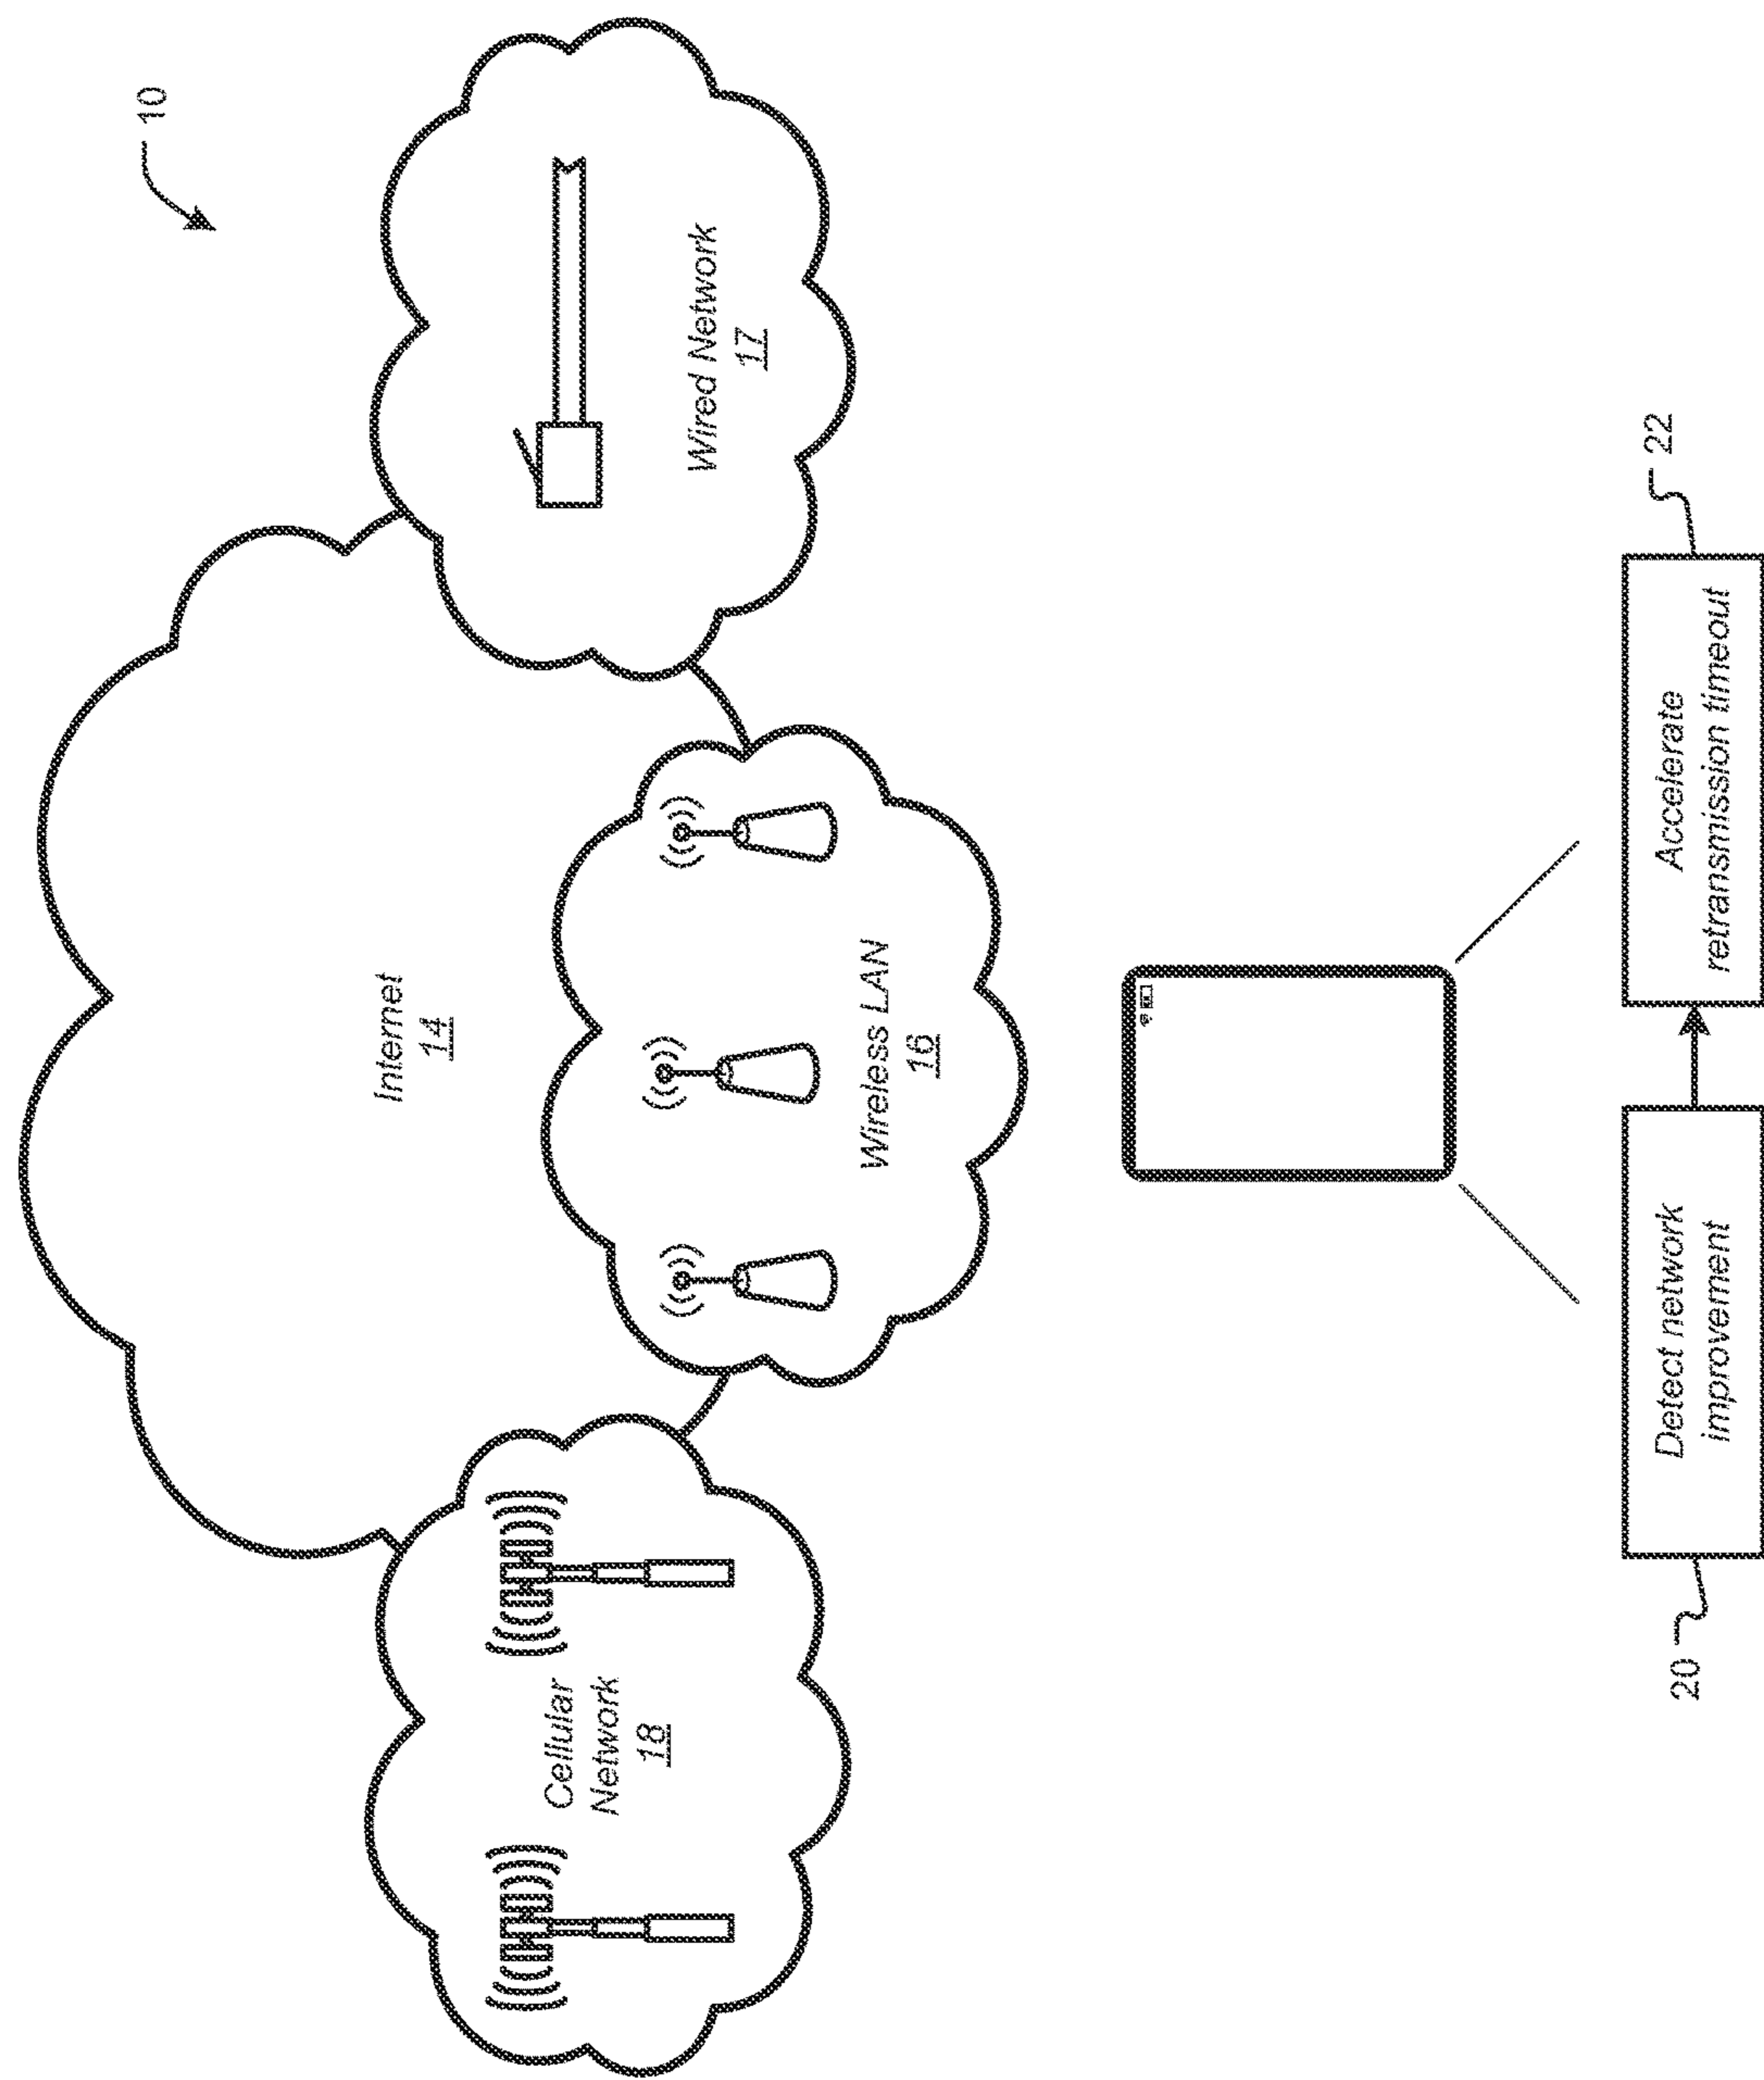 10
Internet
14
Cellular
Network
18
Wired Network
17
Wireless LAN
16
Detect network
improvement
Accelerate
retransmission timeout
20
22